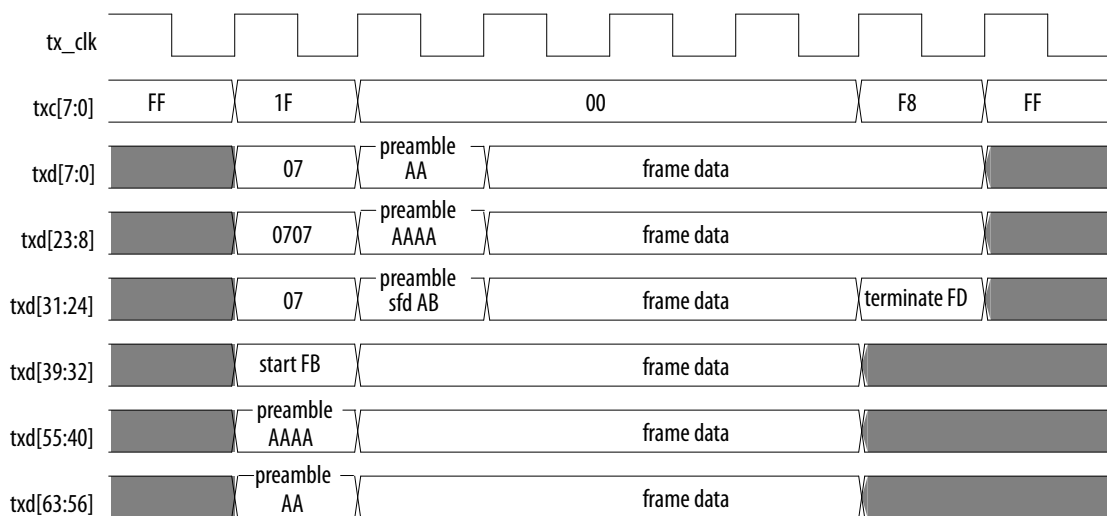 tx_clk
txc[7:0] FF 1F 00 F8 FF
txd[7:0] 07 preamble AA frame data
txd[23:8] 0707 preamble AAAA frame data
txd[31:24] 07 preamble sfd AB frame data terminate FD
txd[39:32] start FB frame data
txd[55:40] preamble AAAA frame data
txd[63:56] preamble AA frame data